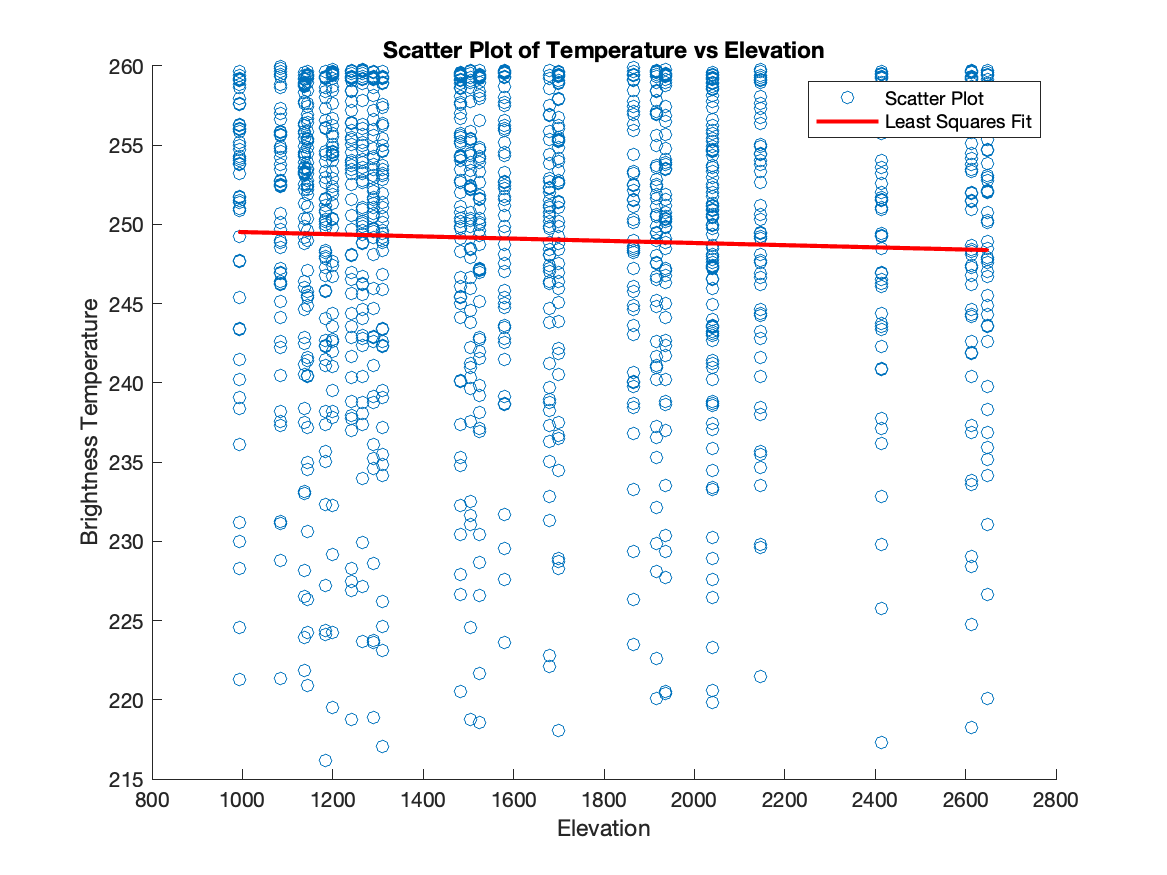 Scatter Plot of Temperature vs Elevation
260
255
250
245
240
235
230
225
220
215
Brightness Temperature
Scatter Plot
Least Squares Fit
800 1000 1200 1400 1600 1800 2000 2200 2400 2600 2800
Elevation